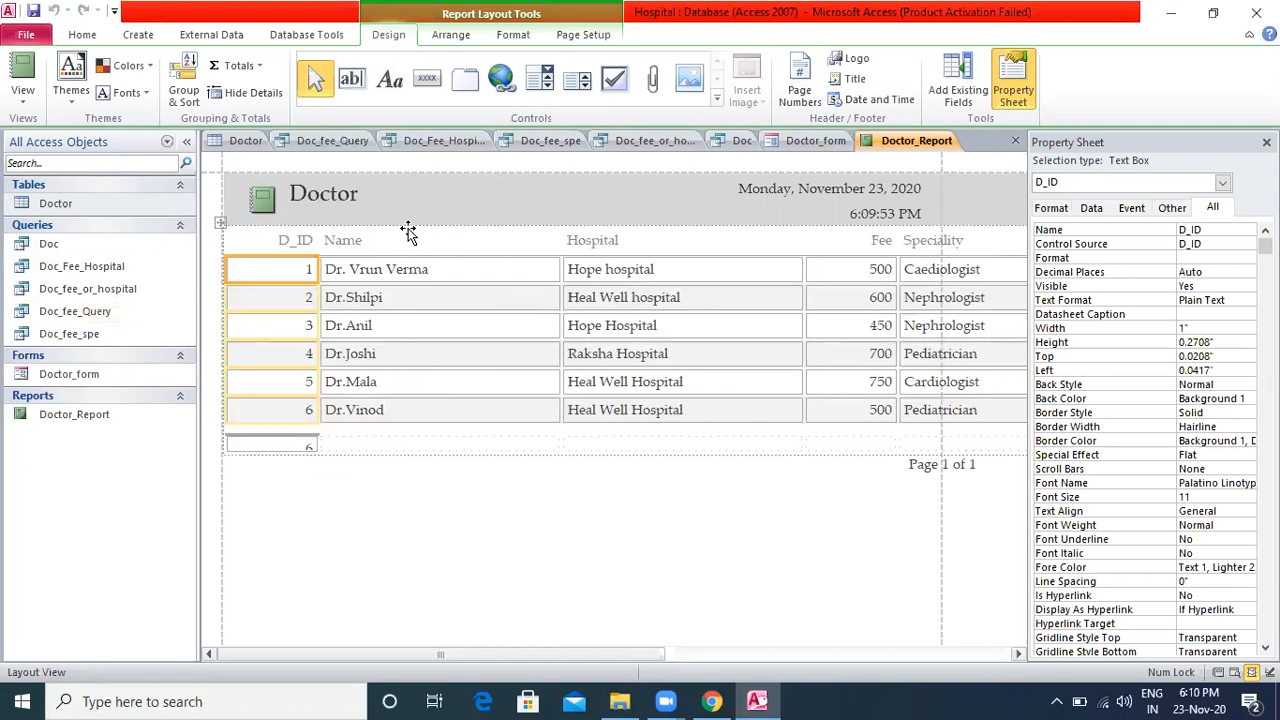 Report Layout Tools
Hospital : Database (Access 2007) - Microsoft Access (Product Activation Failed)
File Home Create External Data Database Tools Design Arrange Format Page Setup
View
Views
Themes
Colors
Fonts
Themes
Group & Sort
Totals
Hide Details
Grouping & Totals
ab|
Aa
xxxx
Controls
Insert Image
Page Numbers
Logo
Title
Date and Time
Header / Footer
Add Existing Fields
Property Sheet
Tools
All Access Objects
Search...
Tables
Doctor
Queries
Doc
Doc_Fee_Hospital
Doc_fee_or_hospital
Doc_fee_Query
Doc_fee_spe
Forms
Doctor_form
Reports
Doctor_Report
Doctor Doc_fee_Query Doc_Fee_Hospi... Doc_fee_spe Doc_fee_or_ho... Doc Doctor_form Doctor_Report
Doctor
Monday, November 23, 2020
6:09:53 PM
D_ID Name Hospital Fee Speciality
1 Dr. Vrun Verma Hope hospital 500 Caediologist
2 Dr.Shilpi Heal Well hospital 600 Nephrologist
3 Dr.Anil Hope Hospital 450 Nephrologist
4 Dr.Joshi Raksha Hospital 700 Pediatrician
5 Dr.Mala Heal Well Hospital 750 Cardiologist
6 Dr.Vinod Heal Well Hospital 500 Pediatrician
6
Page 1 of 1
Property Sheet
Selection type: Text Box
D_ID
Format Data Event Other All
Name D_ID
Control Source D_ID
Format
Decimal Places Auto
Visible Yes
Text Format Plain Text
Datasheet Caption
Width 1"
Height 0.2708"
Top 0.0208"
Left 0.0417"
Back Style Normal
Back Color Background 1
Border Style Solid
Border Width Hairline
Border Color Background 1, D
Special Effect Flat
Scroll Bars None
Font Name Palatino Linotyp
Font Size 11
Text Align General
Font Weight Normal
Font Underline No
Font Italic No
Fore Color Text 1, Lighter 2
Line Spacing 0"
Is Hyperlink No
Display As Hyperlink If Hyperlink
Hyperlink Target
Gridline Style Top Transparent
Gridline Style Bottom Transparent
Layout View
Num Lock
Type here to search
ENG
IN
6:10 PM
23-Nov-20
2